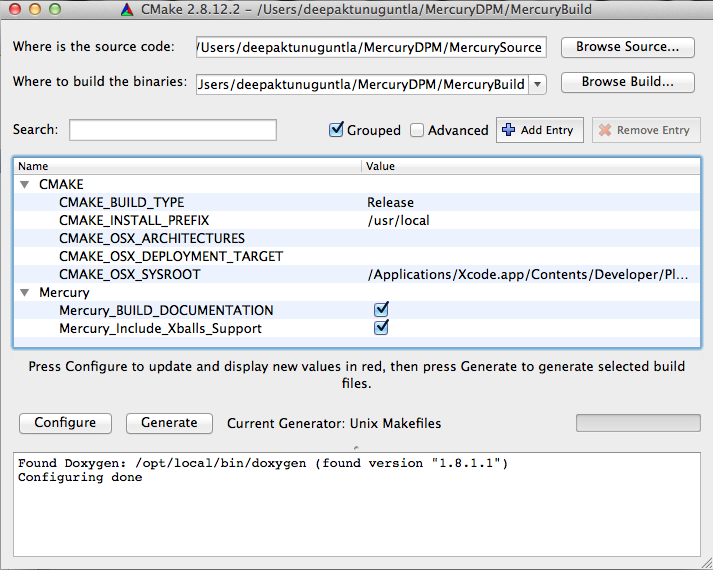 CMake 2.8.12.2 - /Users/deepaktunuguntla/MercuryDPM/MercuryBuild
Where is the source code: /Users/deepaktunuguntla/MercuryDPM/MercurySource Browse Source...
Where to build the binaries: Jsers/deepaktunuguntla/MercuryDPM/MercuryBuild Browse Build...
Search: Grouped Advanced Add Entry Remove Entry
Name Value
CMAKE
CMAKE_BUILD_TYPE Release
CMAKE_INSTALL_PREFIX /usr/local
CMAKE_OSX_ARCHITECTURES
CMAKE_OSX_DEPLOYMENT_TARGET
CMAKE_OSX_SYSROOT /Applications/Xcode.app/Contents/Developer/Pl...
Mercury
Mercury_BUILD_DOCUMENTATION
Mercury_Include_Xballs_Support
Press Configure to update and display new values in red, then press Generate to generate selected build
files.
Configure Generate Current Generator: Unix Makefiles
Found Doxygen: /opt/local/bin/doxygen (found version "1.8.1.1")
Configuring done